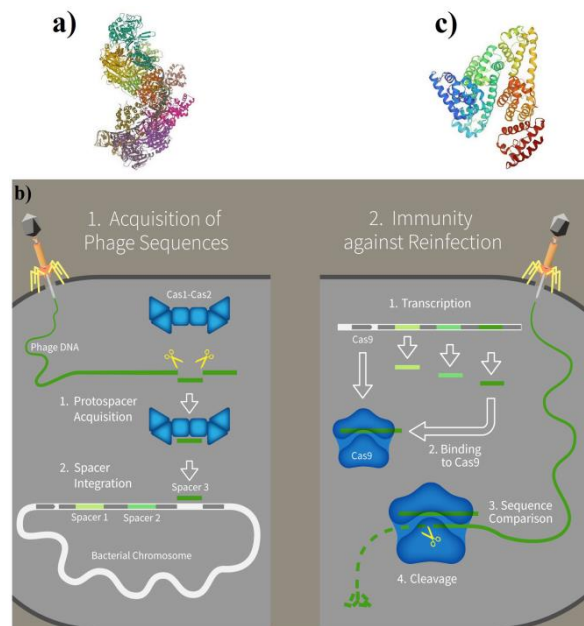 a)
c)
b)
1. Acquisition of
Phage Sequences
Cas1-Cas2
Phage DNA
1. Protospacer
Acquisition
2. Spacer
Integration
Spacer 3
Spacer 1
Spacer 2
Bacterial Chromosome
2. Immunity
against Reinfection
1. Transcription
Cas9
2. Binding
to Cas9
Cas9
3. Sequence
Comparison
4. Cleavage